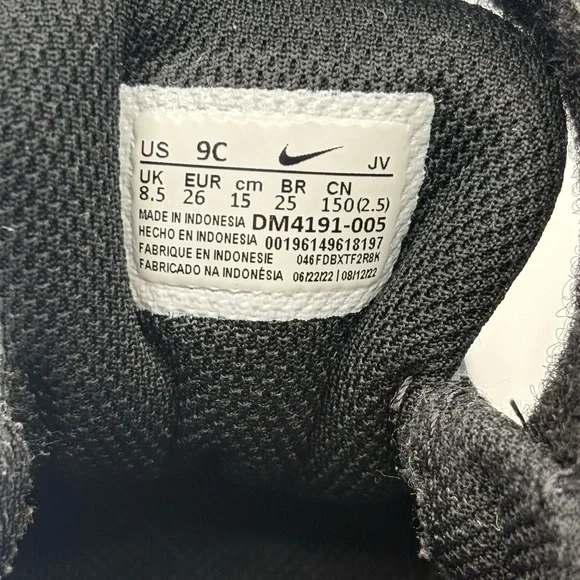 US 9C JV
UK EUR cm BR CN
8.5 26 15 25 150(2.5)
MADE IN INDONESIA DM4191-005
HECHO EN INDONESIA 00196149618197
FABRIQUE EN INDONESIE 046FDBXTF2R8K
FABRICADO NA INDONÉSIA 06/22/22 | 08/12/22